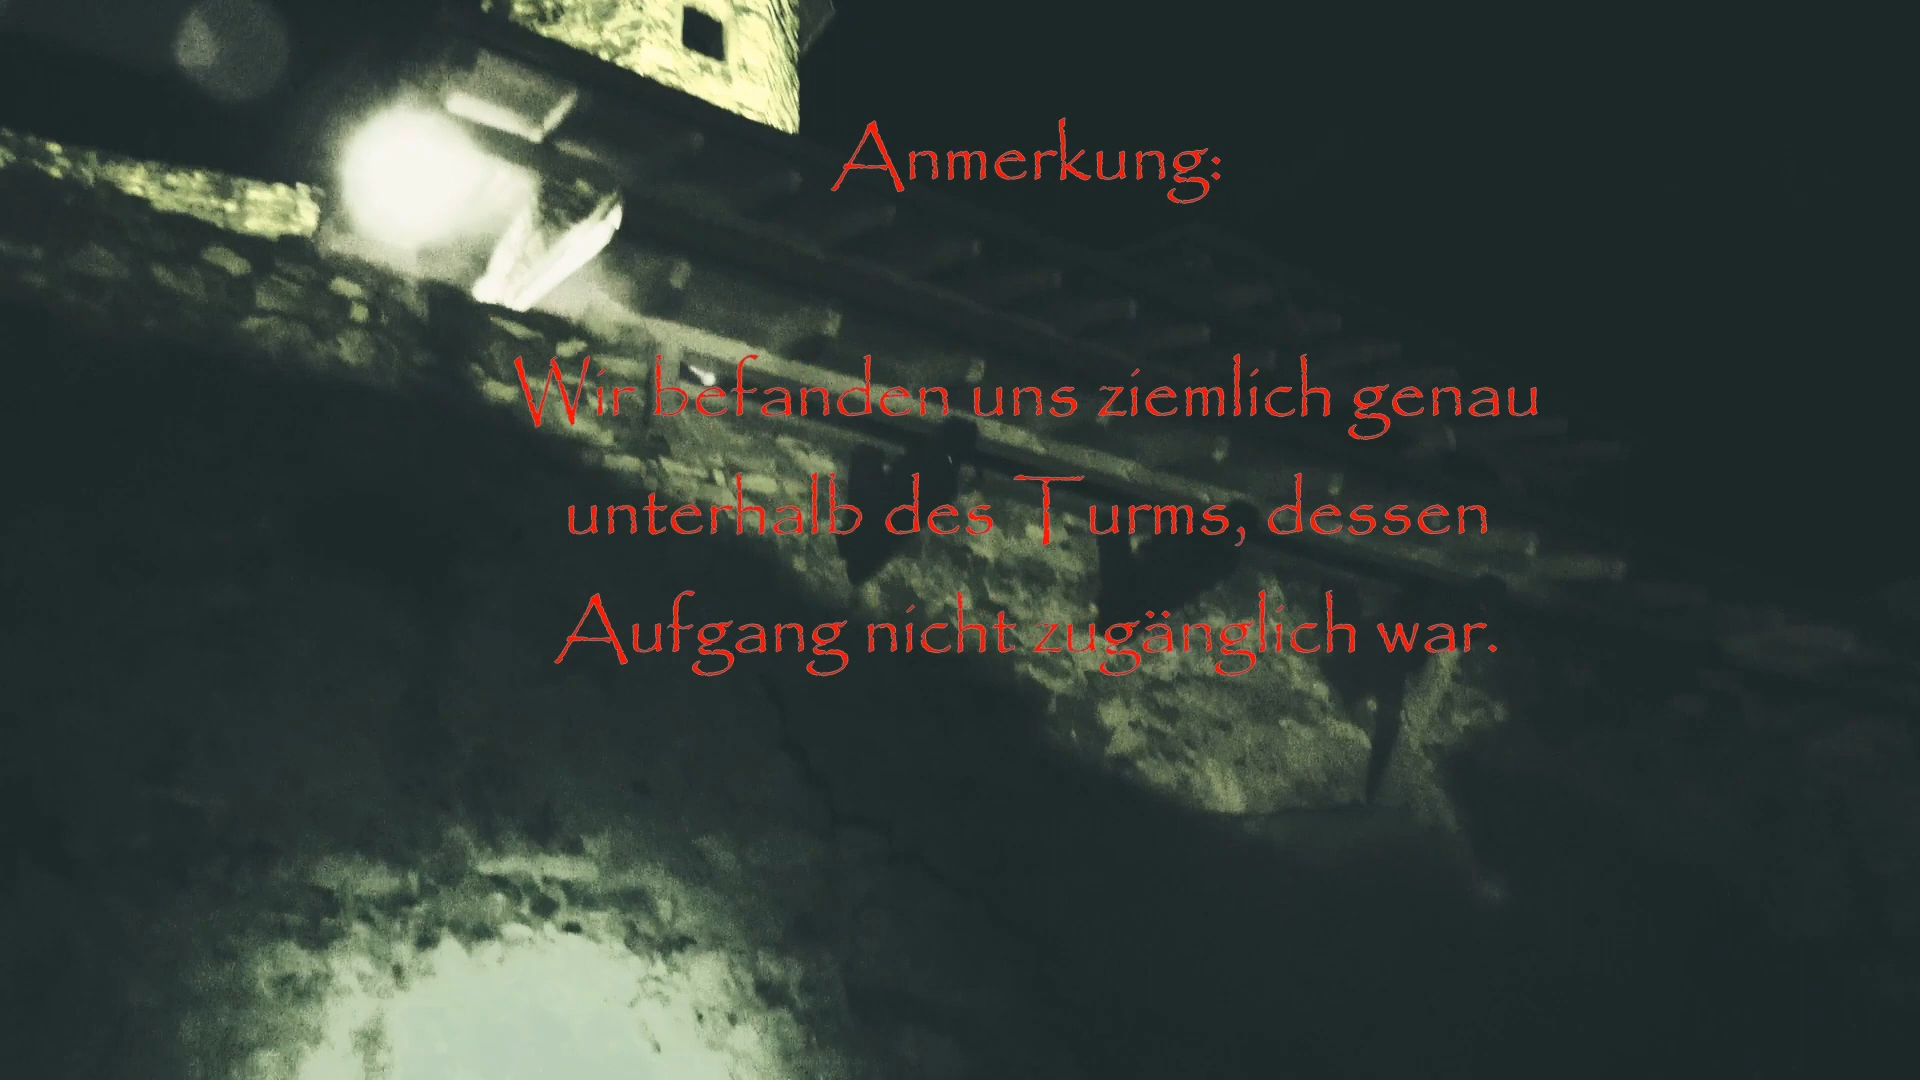 Anmerkung:
Wir befanden uns ziemlich genau
unterhalb des Turms, dessen
Aufgang nicht zugänglich war.